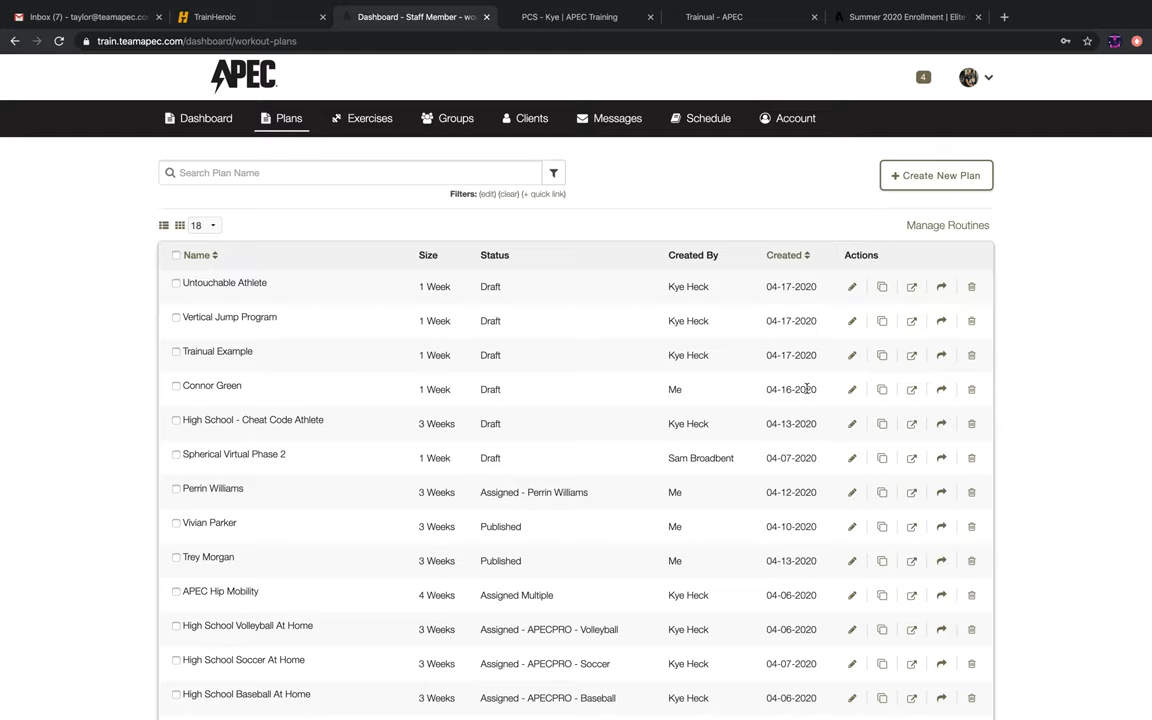 Inbox (7) - taylor@teamapec.co
TrainHeroic
Dashboard - Staff Member - wo
PCS - Kye | APEC Training
Trainual - APEC
Summer 2020 Enrollment | Elite
train.teamapec.com/dashboard/workout-plans
APEC
4
Dashboard Plans Exercises Groups Clients Messages Schedule Account
Search Plan Name
+ Create New Plan
Filters: (edit) (clear) (+ quick link)
18
Manage Routines
Name Size Status Created By Created Actions
Untouchable Athlete 1 Week Draft Kye Heck 04-17-2020
Vertical Jump Program 1 Week Draft Kye Heck 04-17-2020
Trainual Example 1 Week Draft Kye Heck 04-17-2020
Connor Green 1 Week Draft Me 04-16-2020
High School - Cheat Code Athlete 3 Weeks Draft Kye Heck 04-13-2020
Spherical Virtual Phase 2 1 Week Draft Sam Broadbent 04-07-2020
Perrin Williams 3 Weeks Assigned - Perrin Williams Me 04-12-2020
Vivian Parker 3 Weeks Published Me 04-10-2020
Trey Morgan 3 Weeks Published Me 04-13-2020
APEC Hip Mobility 4 Weeks Assigned Multiple Kye Heck 04-06-2020
High School Volleyball At Home 3 Weeks Assigned - APECPRO - Volleyball Kye Heck 04-06-2020
High School Soccer At Home 3 Weeks Assigned - APECPRO - Soccer Kye Heck 04-07-2020
High School Baseball At Home 3 Weeks Assigned - APECPRO - Baseball Kye Heck 04-06-2020